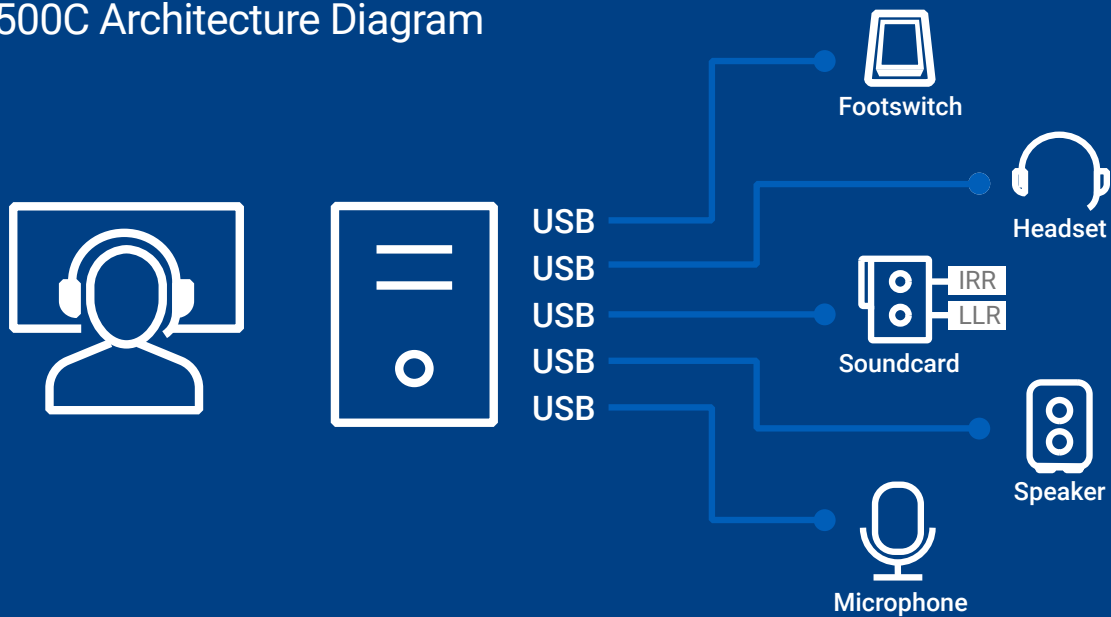 500C Architecture Diagram
Footswitch
USB
Headset
USB
IRR
USB
LLR
Soundcard
USB
USB
Speaker
Microphone